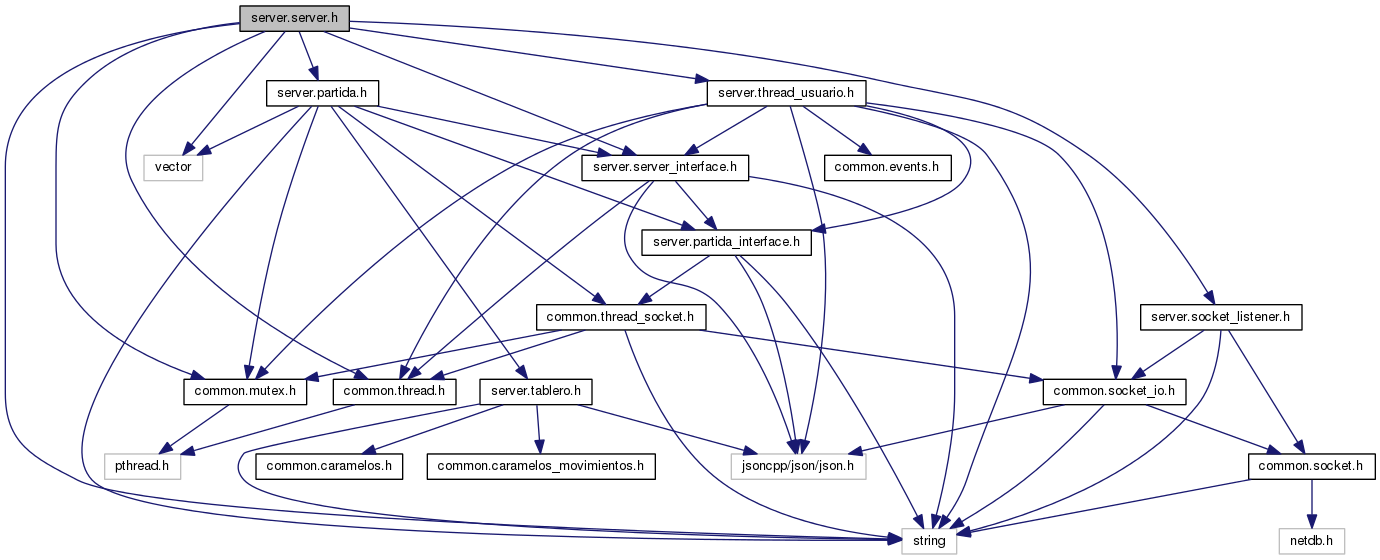 server.server.h
server.partida.h
server.thread_usuario.h
vector
server.server_interface.h
common.events.h
server.partida_interface.h
common.thread_socket.h
server.socket_listener.h
common.mutex.h
common.thread.h
server.tablero.h
common.socket_io.h
pthread.h
common.caramelos.h
common.caramelos_movimientos.h
jsoncpp/json/json.h
common.socket.h
string
netdb.h